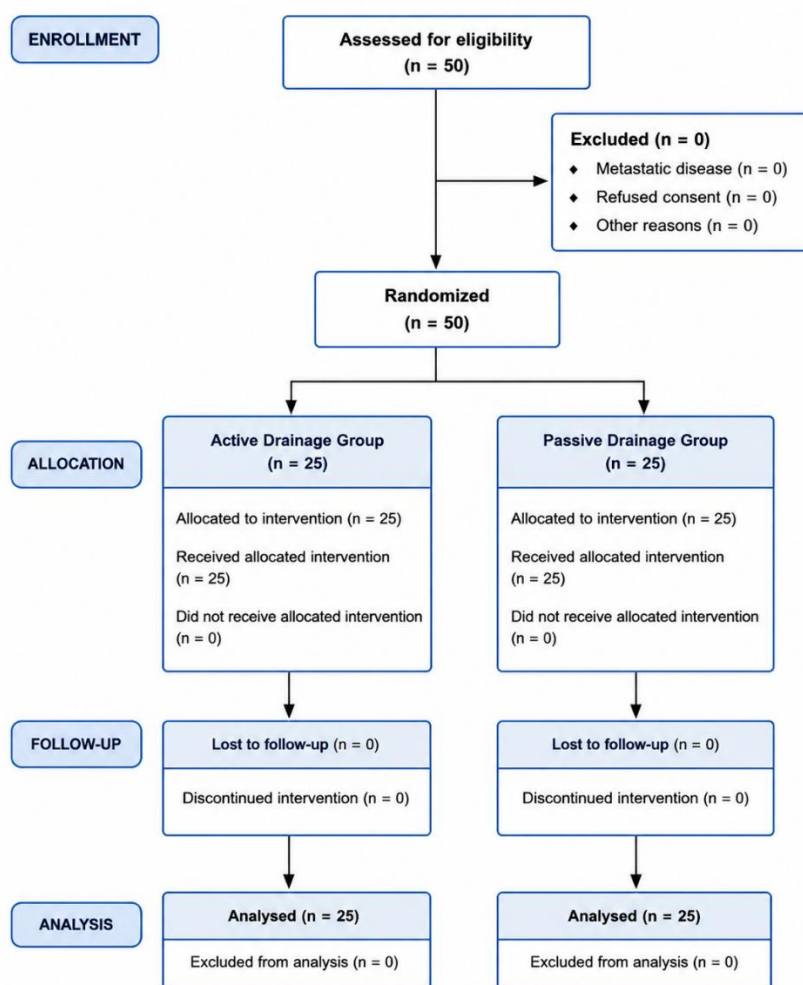 ENROLLMENT
Assessed for eligibility
(n = 50)
Excluded (n = 0)
◆ Metastatic disease (n = 0)
◆ Refused consent (n = 0)
◆ Other reasons (n = 0)
Randomized
(n = 50)
ALLOCATION
Active Drainage Group
(n = 25)
Allocated to intervention (n = 25)
Received allocated intervention
(n = 25)
Did not receive allocated intervention
(n = 0)
Passive Drainage Group
(n = 25)
Allocated to intervention (n = 25)
Received allocated intervention
(n = 25)
Did not receive allocated intervention
(n = 0)
FOLLOW-UP
Lost to follow-up (n = 0)
Discontinued intervention (n = 0)
Lost to follow-up (n = 0)
Discontinued intervention (n = 0)
ANALYSIS
Analysed (n = 25)
Excluded from analysis (n = 0)
Analysed (n = 25)
Excluded from analysis (n = 0)